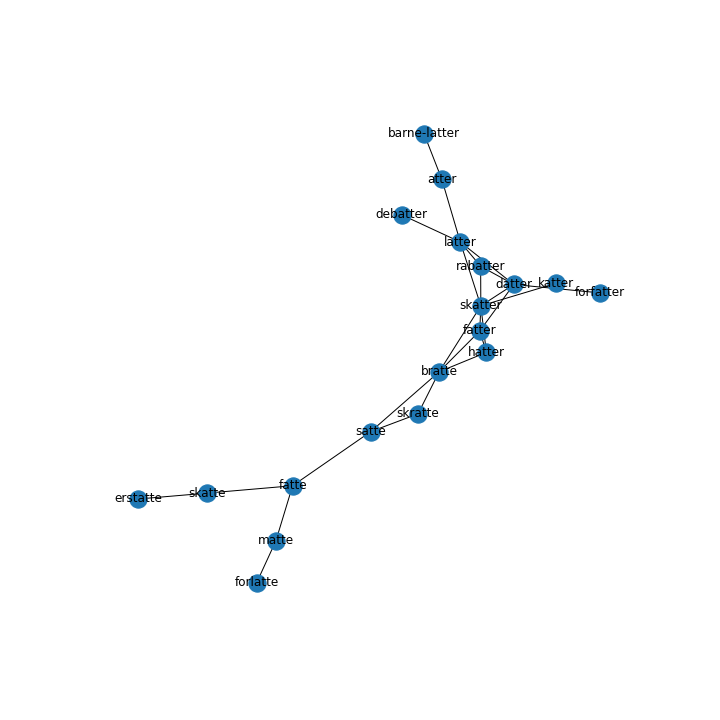 barne-latter
atter
debatter
latter
rabatter
datter
katter
forfatter
skatter
fatter
hatter
bratte
skratte
satte
fatte
skatte
erstatte
matte
forlatte